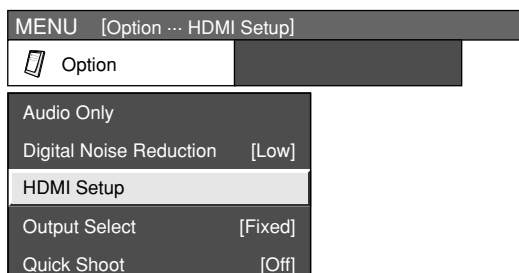 MENU [Option ··· HDMI Setup]
Option
Audio Only
Digital Noise Reduction [Low]
HDMI Setup
Output Select [Fixed]
Quick Shoot [Off]